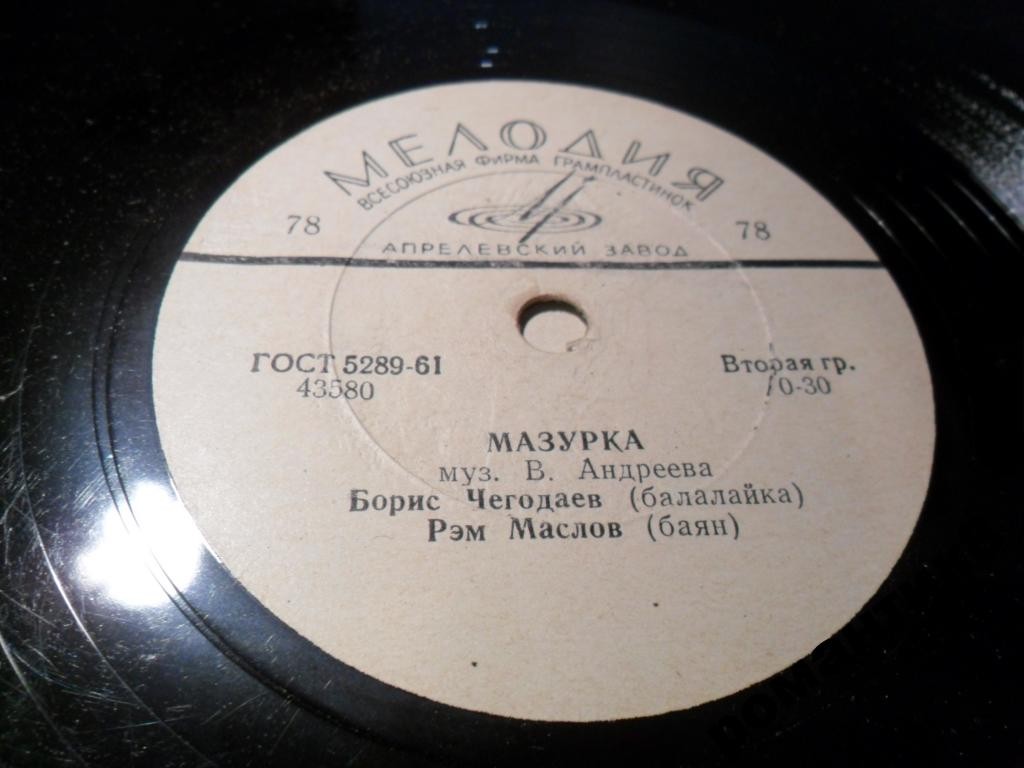 МЕЛОДИЯ
ВСЕСОЮЗНАЯ ФИРМА ГРАМПЛАСТИНОК
78 78
АПРЕЛЕВСКИЙ ЗАВОД
ГОСТ 5289-61 Вторая гр.
43580 0-30
МАЗУРКА
муз. В. Андреева
Борис Чегодаев (балалайка)
Рэм Маслов (баян)